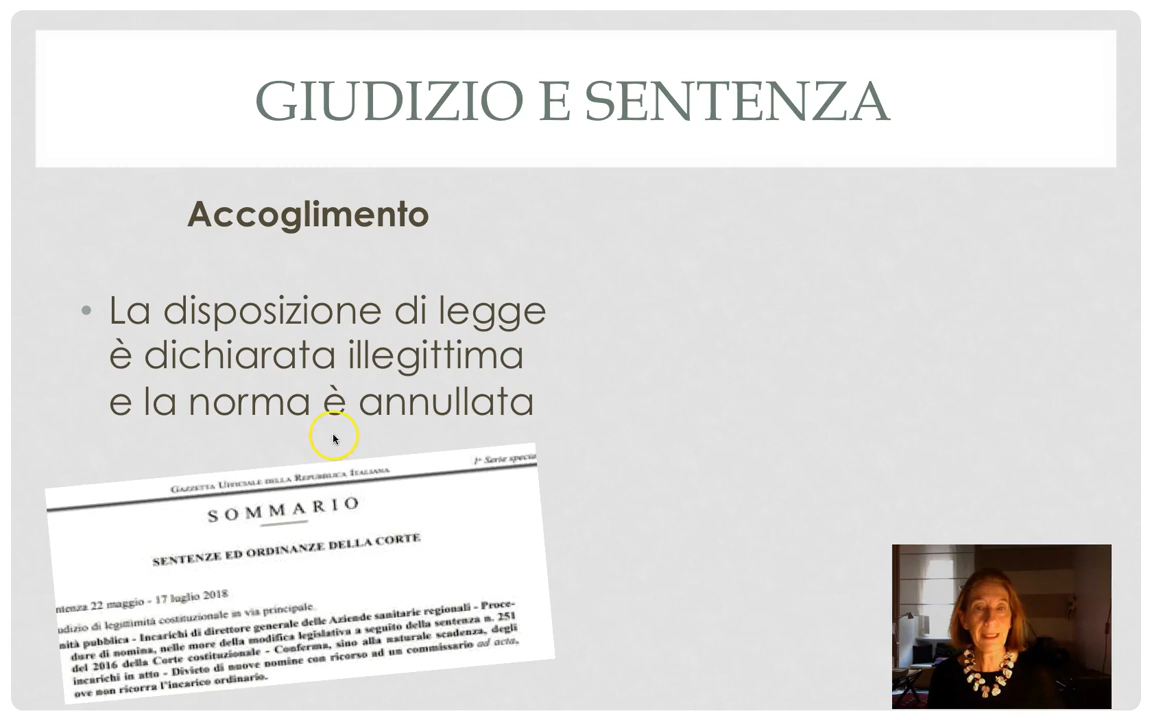 GIUDIZIO E SENTENZA
Accoglimento
• La disposizione di legge
è dichiarata illegittima
e la norma è annullata
GAZZETTA UFFICIALE DELLA REPUBBLICA ITALIANA
1ª Serie specia
SOMMARIO
SENTENZE ED ORDINANZE DELLA CORTE
ntenza 22 maggio - 17 luglio 2018
udizio di legittimità costituzionale in via principale.
nità pubblica - Incarichi di direttore generale delle Aziende sanitarie regionali - Proce-
dure di nomina, nelle more della modifica legislativa a seguito della sentenza n. 251
del 2016 della Corte costituzionale - Conferma, sino alla naturale scadenza, degli
incarichi in atto - Divieto di nuove nomine con ricorso ad un commissario ad acta,
ove non ricorra l'incarico ordinario.